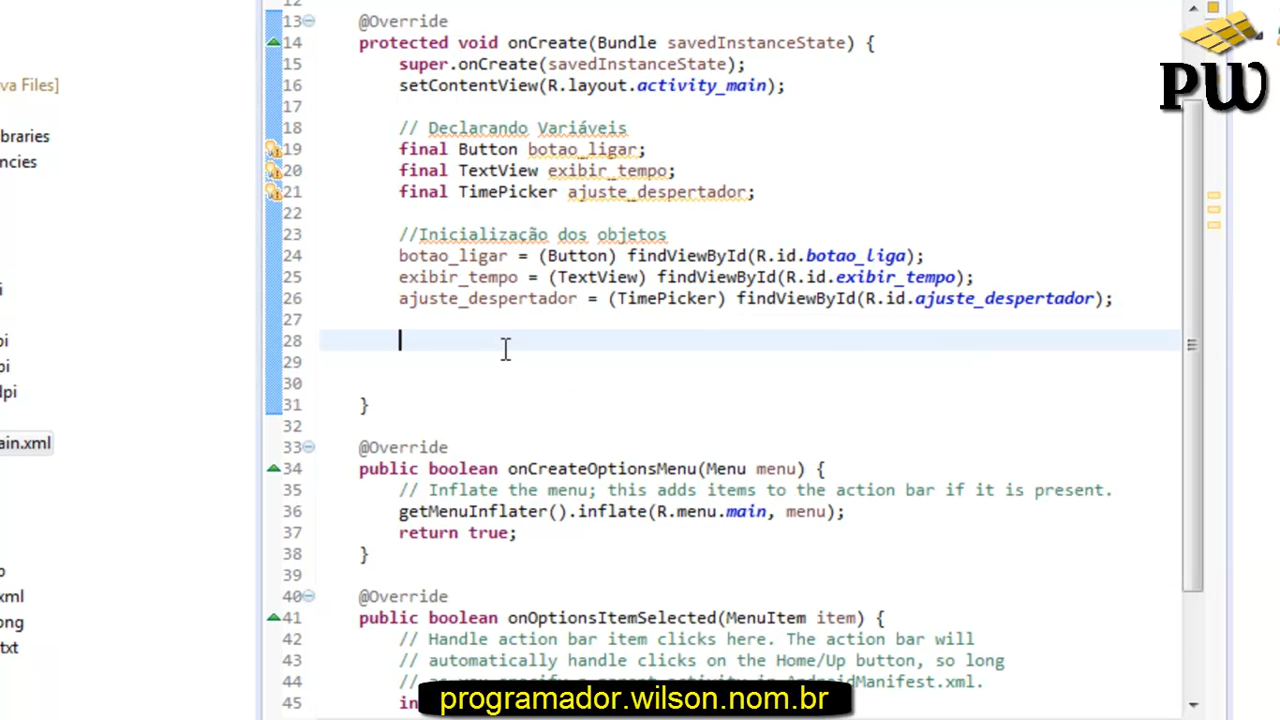 12
13 @Override
14 protected void onCreate(Bundle savedInstanceState) {
15 super.onCreate(savedInstanceState);
16 setContentView(R.layout.activity_main);
17
18 // Declarando Variáveis
19 final Button botao_ligar;
20 final TextView exibir_tempo;
21 final TimePicker ajuste_despertador;
22
23 //Inicialização dos objetos
24 botao_ligar = (Button) findViewById(R.id.botao_liga);
25 exibir_tempo = (TextView) findViewById(R.id.exibir_tempo);
26 ajuste_despertador = (TimePicker) findViewById(R.id.ajuste_despertador);
27
28
29
30
31 }
32
33 @Override
34 public boolean onCreateOptionsMenu(Menu menu) {
35 // Inflate the menu; this adds items to the action bar if it is present.
36 getMenuInflater().inflate(R.menu.main, menu);
37 return true;
38 }
39
40 @Override
41 public boolean onOptionsItemSelected(MenuItem item) {
42 // Handle action bar item clicks here. The action bar will
43 // automatically handle clicks on the Home/Up button, so long
44 // AndroidManifest.xml.
45 in
va Files]
braries
ncies
i
pi
pi
lpi
ain.xml
o
xml
ong
txt
PW
programador.wilson.nom.br